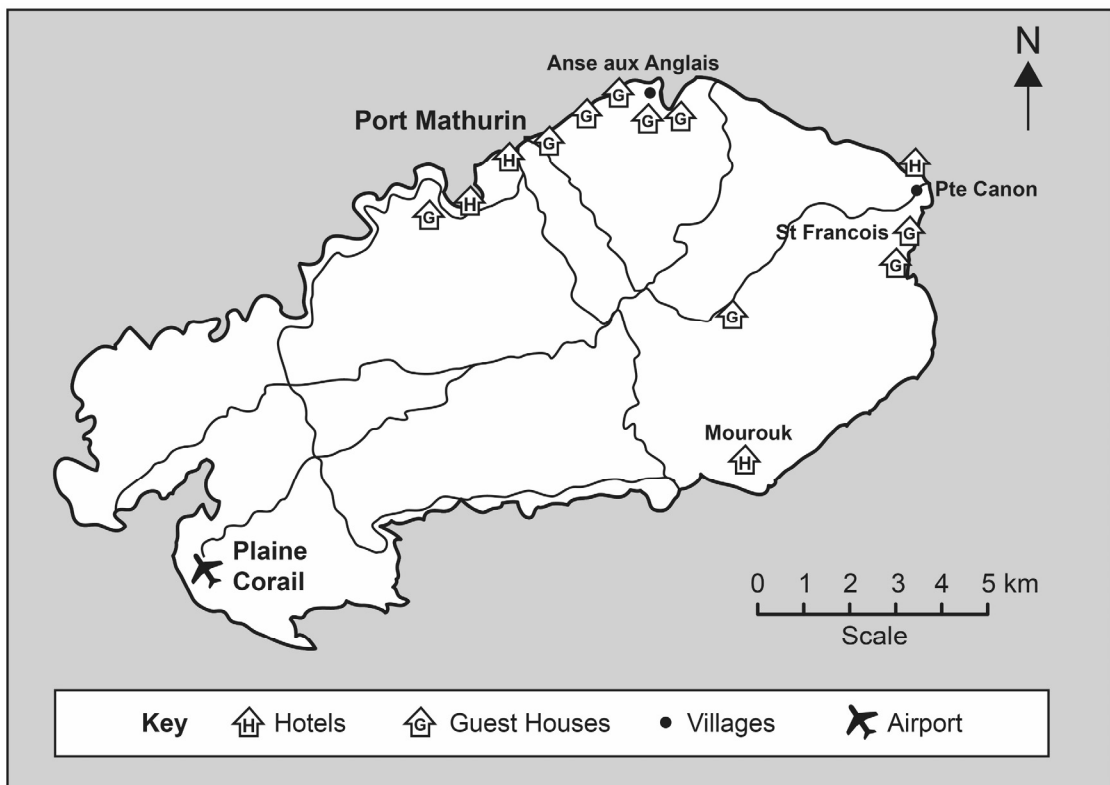 N
Anse aux Anglais
G
G
G
G
Port Mathurin
G
H
H
G
H
Pte Canon
St Francois
G
G
G
Mourouk
H
Plaine
Corail
0 1 2 3 4 5 km
Scale
Key H Hotels G Guest Houses Villages Airport